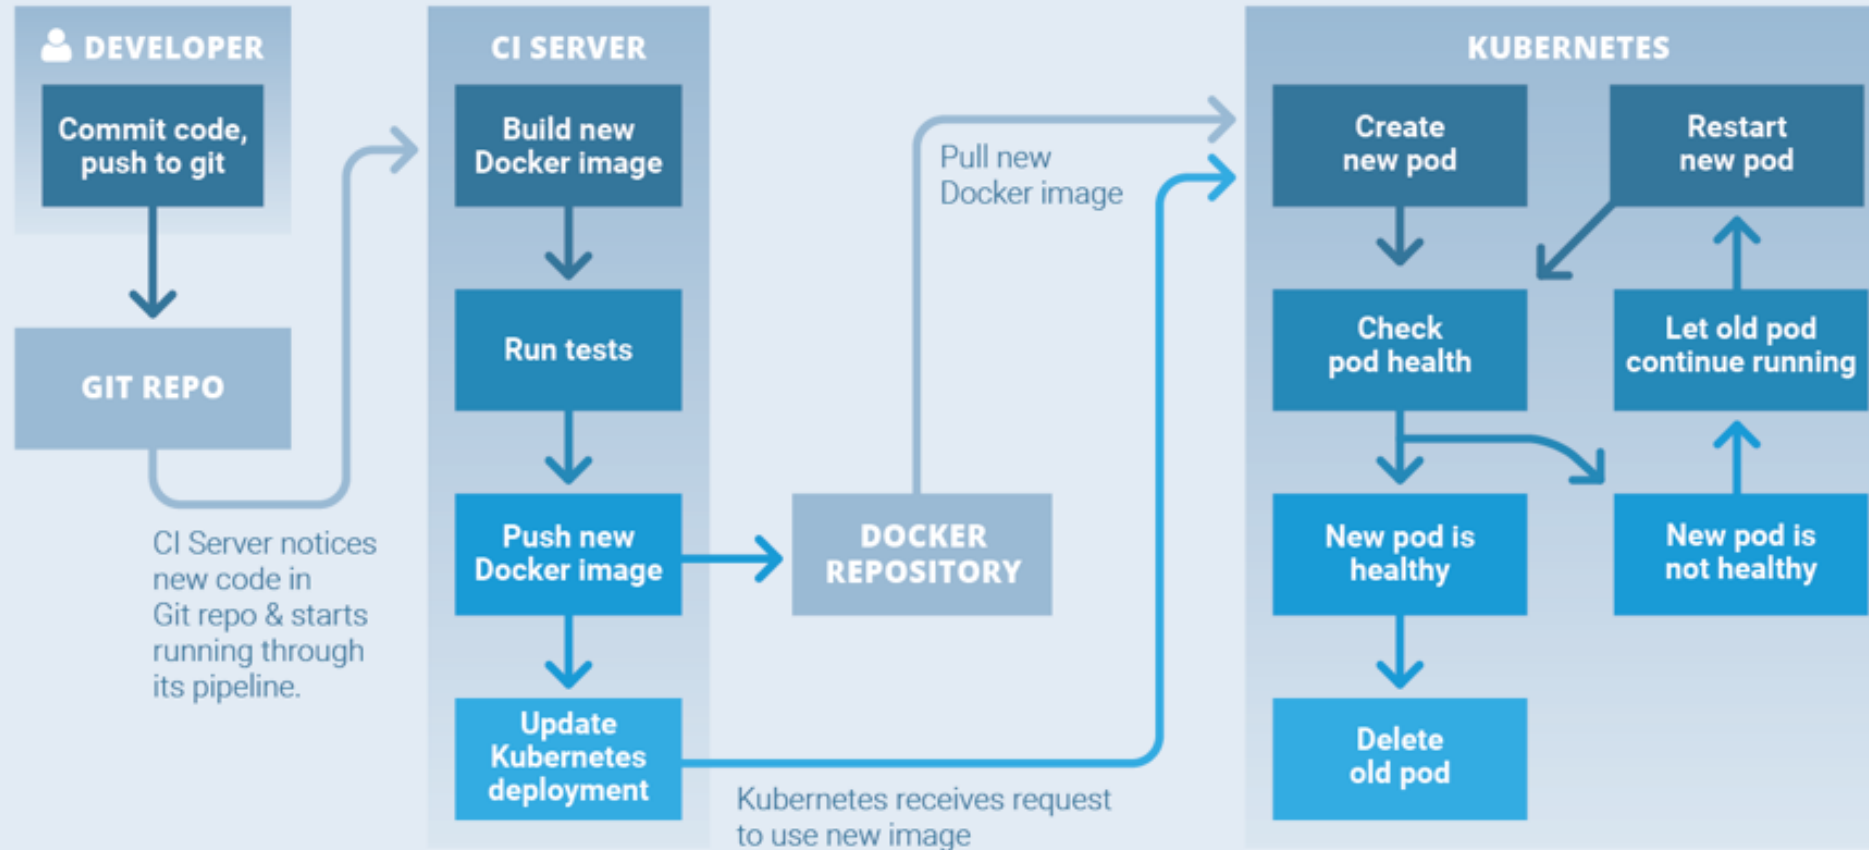 DEVELOPER
Commit code,
push to git
GIT REPO
CI Server notices
new code in
Git repo & starts
running through
its pipeline.
CI SERVER
Build new
Docker image
Run tests
Push new
Docker image
Update
Kubernetes
deployment
DOCKER
REPOSITORY
Pull new
Docker image
Kubernetes receives request
to use new image
KUBERNETES
Create
new pod
Restart
new pod
Check
pod health
Let old pod
continue running
New pod is
healthy
New pod is
not healthy
Delete
old pod